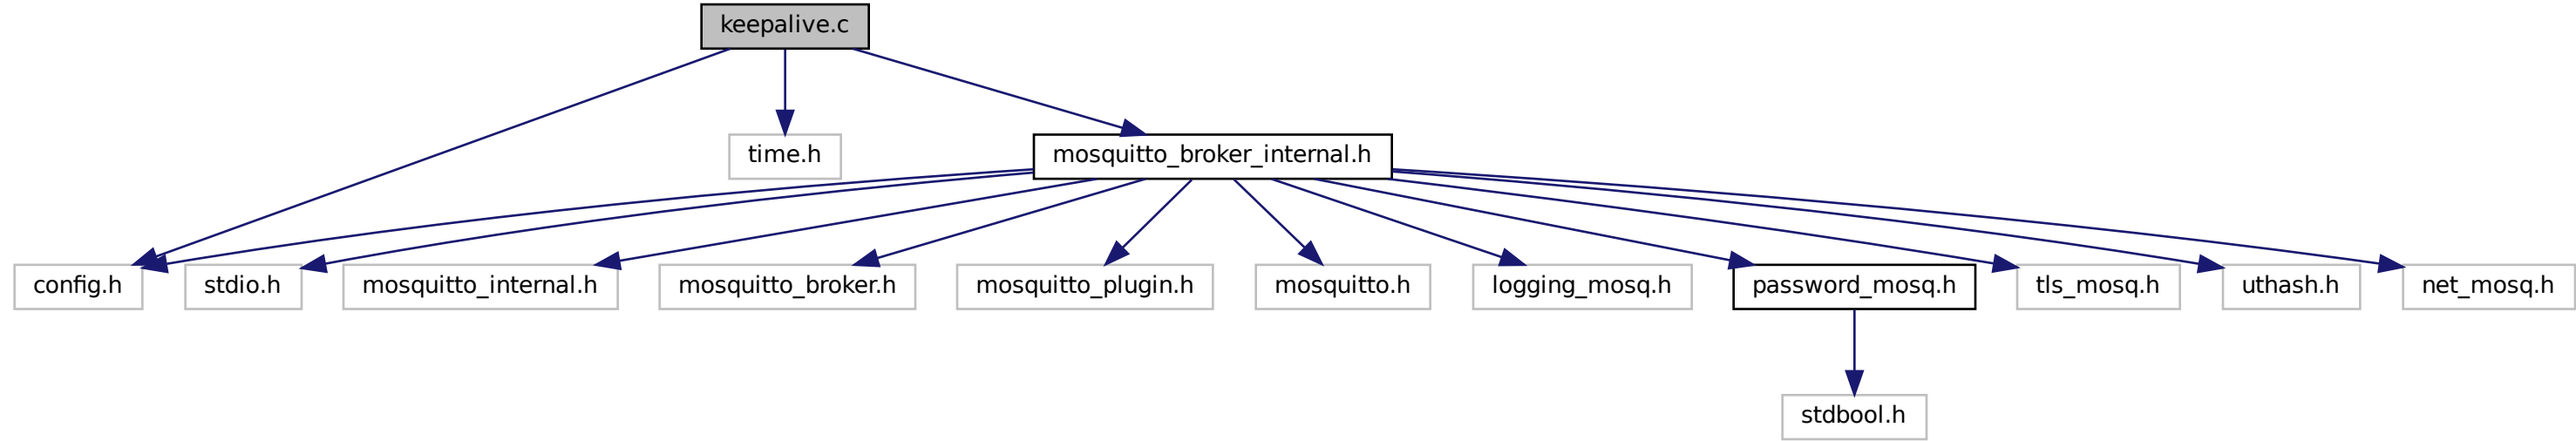 keepalive.c
time.h
mosquitto_broker_internal.h
config.h
stdio.h
mosquitto_internal.h
mosquitto_broker.h
mosquitto_plugin.h
mosquitto.h
logging_mosq.h
password_mosq.h
tls_mosq.h
uthash.h
net_mosq.h
stdbool.h